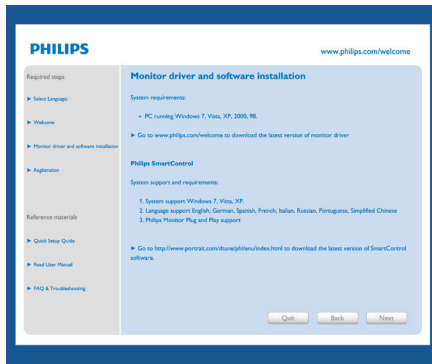 PHILIPS
www.philips.com/welcome
Required steps
► Select Language
► Welcome
► Monitor driver and software installation
► Registration
Reference materials
► Quick Setup Guide
► Read User Manual
► FAQ & Troubleshooting
Monitor driver and software installation
System requirements:
• PC running Windows 7, Vista, XP, 2000, 98.
► Go to www.philips.com/welcome to download the latest version of monitor driver
Philips SmartControl
System support and requirements:
1. System support Windows 7, Vista, XP.
2. Language support English, German, Spanish, French, Italian, Russian, Portuguese, Simplified Chinese
3. Philips Monitor Plug and Play support
► Go to http://www.portrait.com/dtune/phl/enu/index.html to download the latest version of SmartControl
software.
Quit
Back
Next